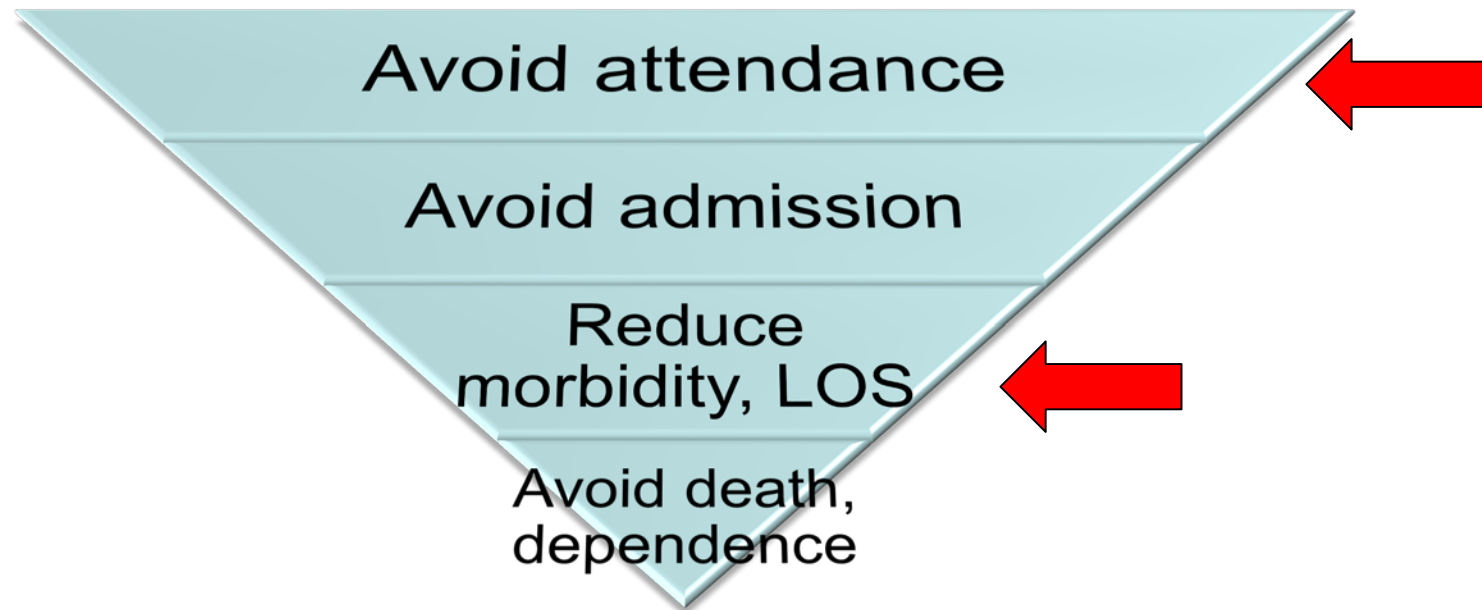 Avoid attendance
Avoid admission
Reduce
morbidity, LOS
Avoid death,
dependence